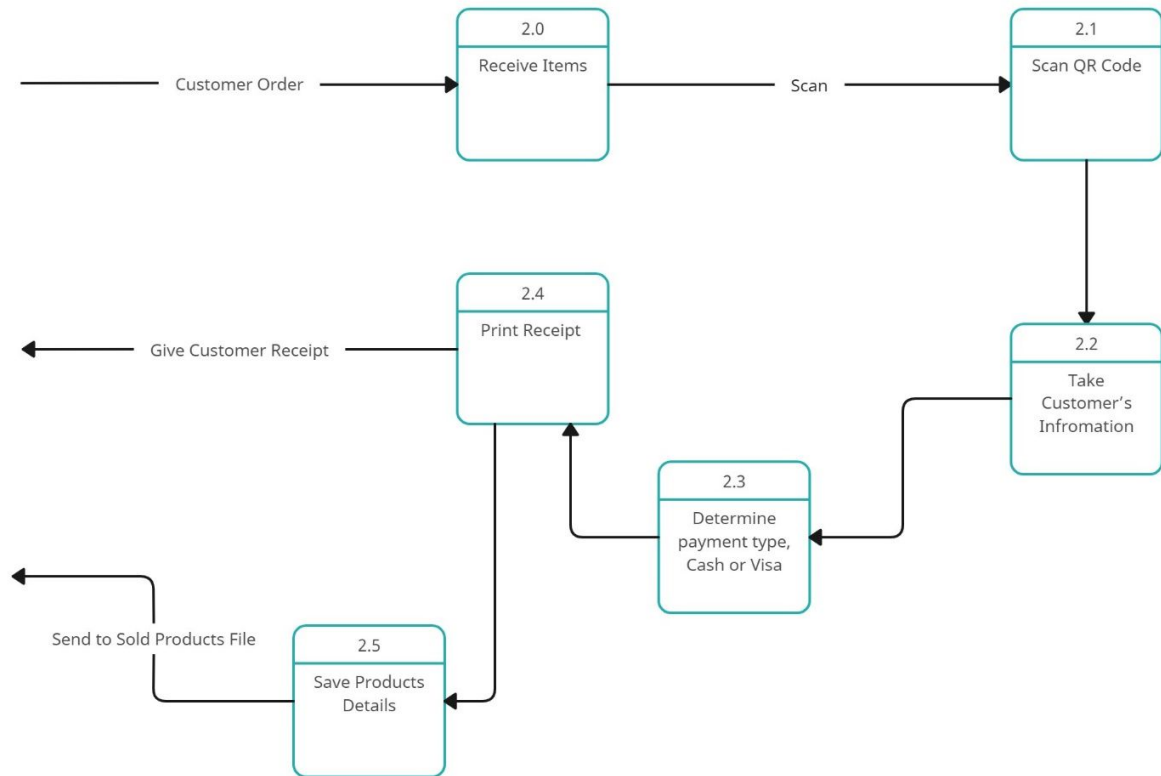 2.0
Receive Items
2.1
Scan QR Code
Customer Order
Scan
2.4
Print Receipt
Give Customer Receipt
2.2
Take
Customer's
Infromation
2.3
Determine
payment type,
Cash or Visa
Send to Sold Products File
2.5
Save Products
Details